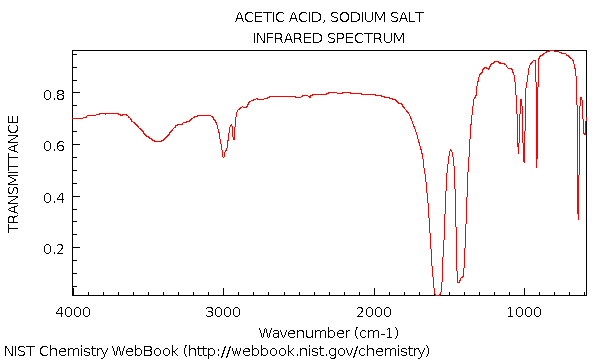 ACETIC ACID, SODIUM SALT
INFRARED SPECTRUM
TRANSMITTANCE
0.8
0.6
0.4
0.2
4000 3000 2000 1000
Wavenumber (cm-1)
NIST Chemistry WebBook (http://webbook.nist.gov/chemistry)